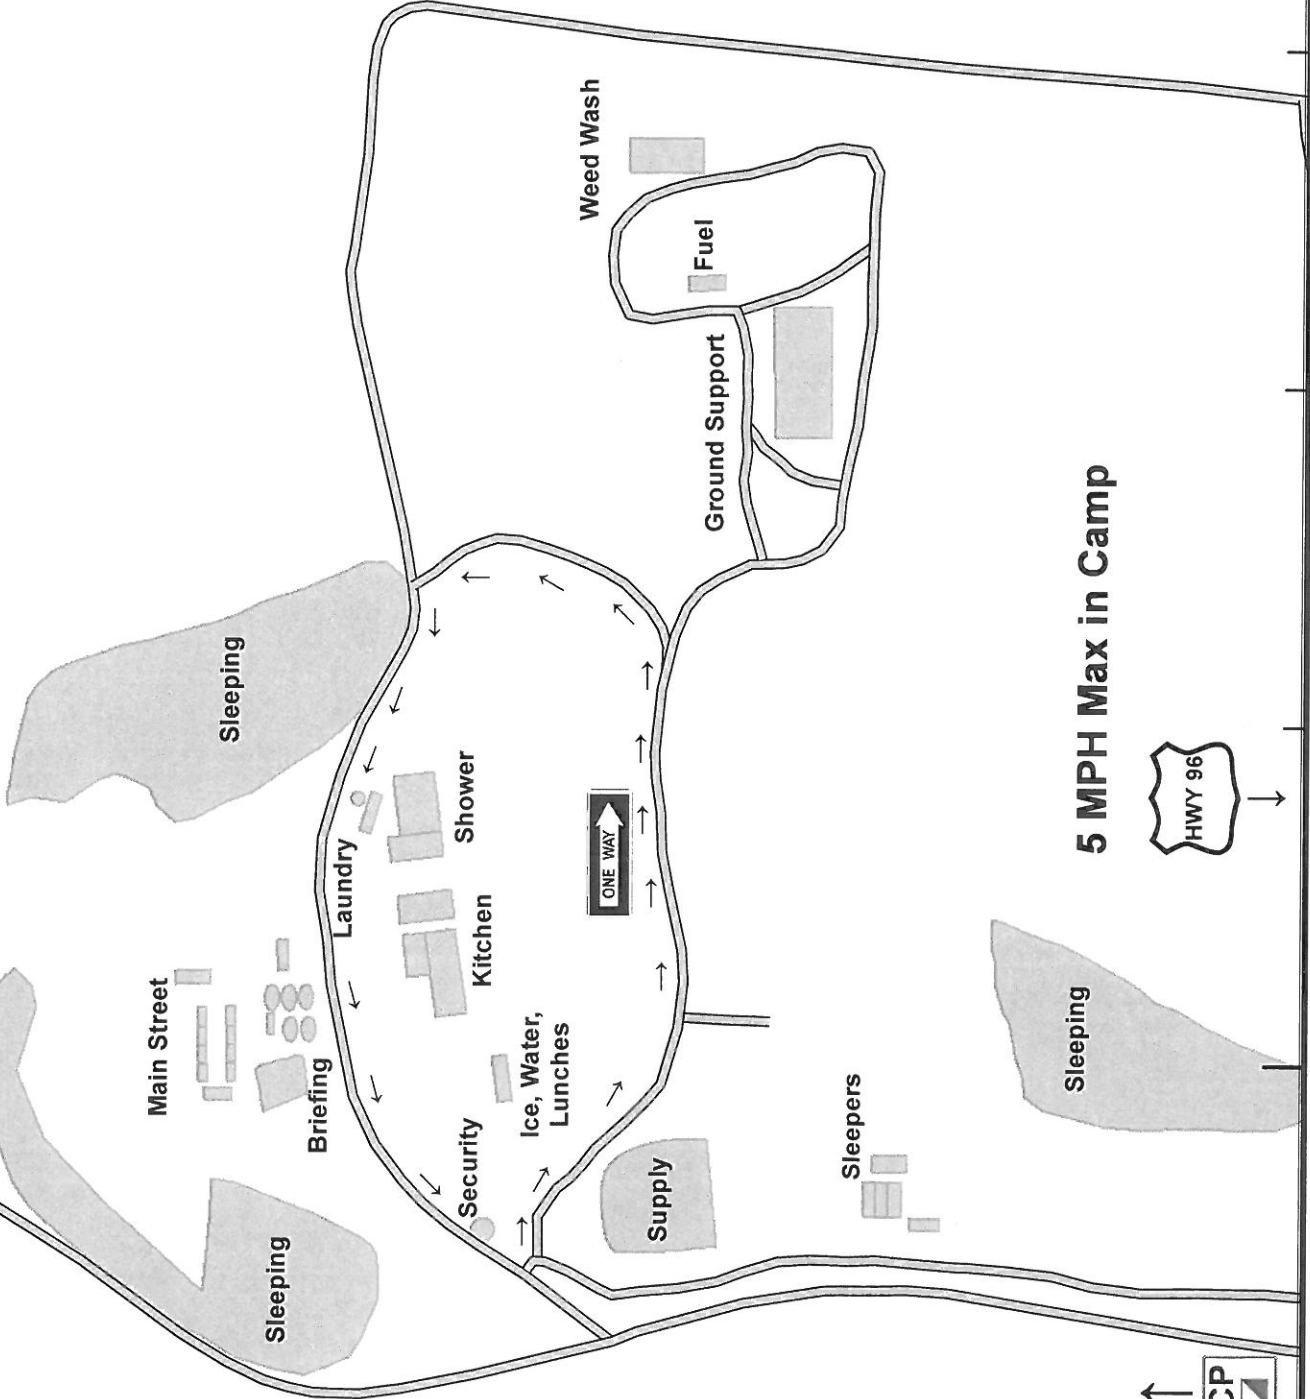 Weed Wash
Fuel
Ground Support
Sleeping
Shower
Laundry
Kitchen
ONE WAY
Main Street
Briefing
Ice, Water,
Lunches
Security
Supply
Sleepers
Sleeping
Sleeping
5 MPH Max in Camp
HWY 96
CP